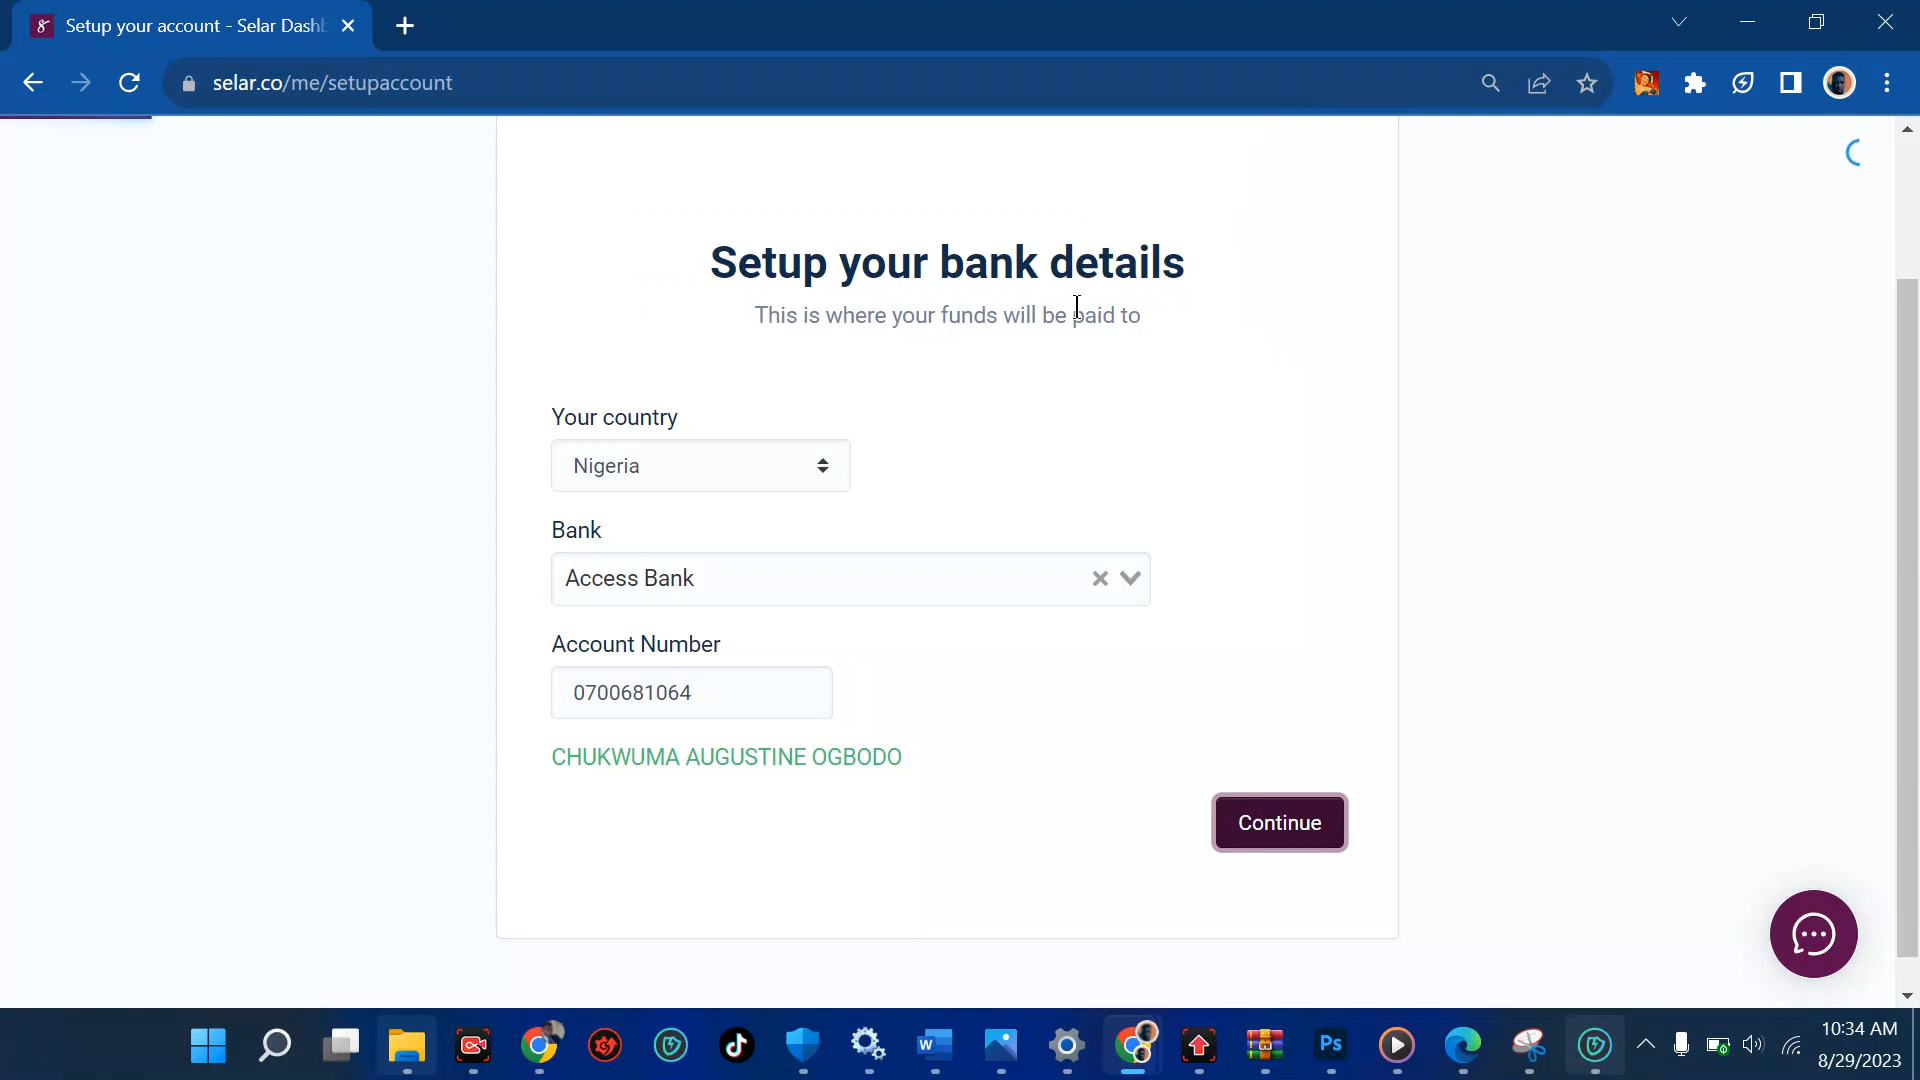 Setup your account - Selar Dashb
selar.co/me/setupaccount
Setup your bank details
This is where your funds will be paid to
Your country
Nigeria
Bank
Access Bank
Account Number
0700681064
CHUKWUMA AUGUSTINE OGBODO
Continue
W
Ps
10:34 AM
8/29/2023